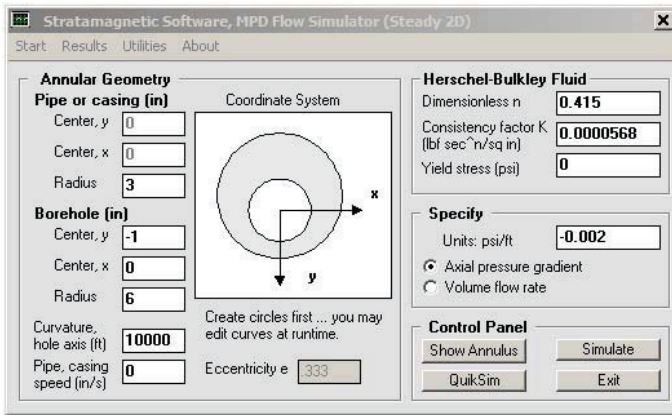 Stratamagnetic Software, MPD Flow Simulator (Steady 2D)
Start Results Utilities About
Annular Geometry
Pipe or casing (in)
Center, y 0
Center, x 0
Radius 3
Borehole (in)
Center, y -1
Center, x 0
Radius 6
Curvature,
hole axis (ft) 10000
Pipe, casing
speed (in/s) 0
Coordinate System
x
y
Create circles first ... you may
edit curves at runtime.
Eccentricity e .333
Herschel-Bulkley Fluid
Dimensionless n 0.415
Consistency factor K
(lbf sec^n/sq in) 0.0000568
Yield stress (psi) 0
Specify
Units: psi/ft -0.002
Axial pressure gradient
Volume flow rate
Control Panel
Show Annulus Simulate
QuikSim Exit